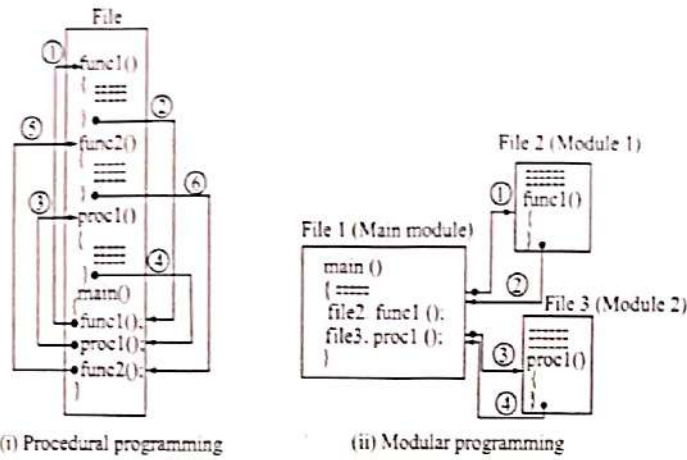 File
①
func1()
{
②
}
⑤
func2()
{
}
⑥
③
proc1()
{
④
}
main()
{
func1();
proc1();
func2();
}
(i) Procedural programming
File 2 (Module 1)
①
func1()
{
}
②
File 1 (Main module)
main ()
{
file2. func1 ();
file3. proc1 ();
}
File 3 (Module 2)
③
proc1()
{
④
}
(ii) Modular programming